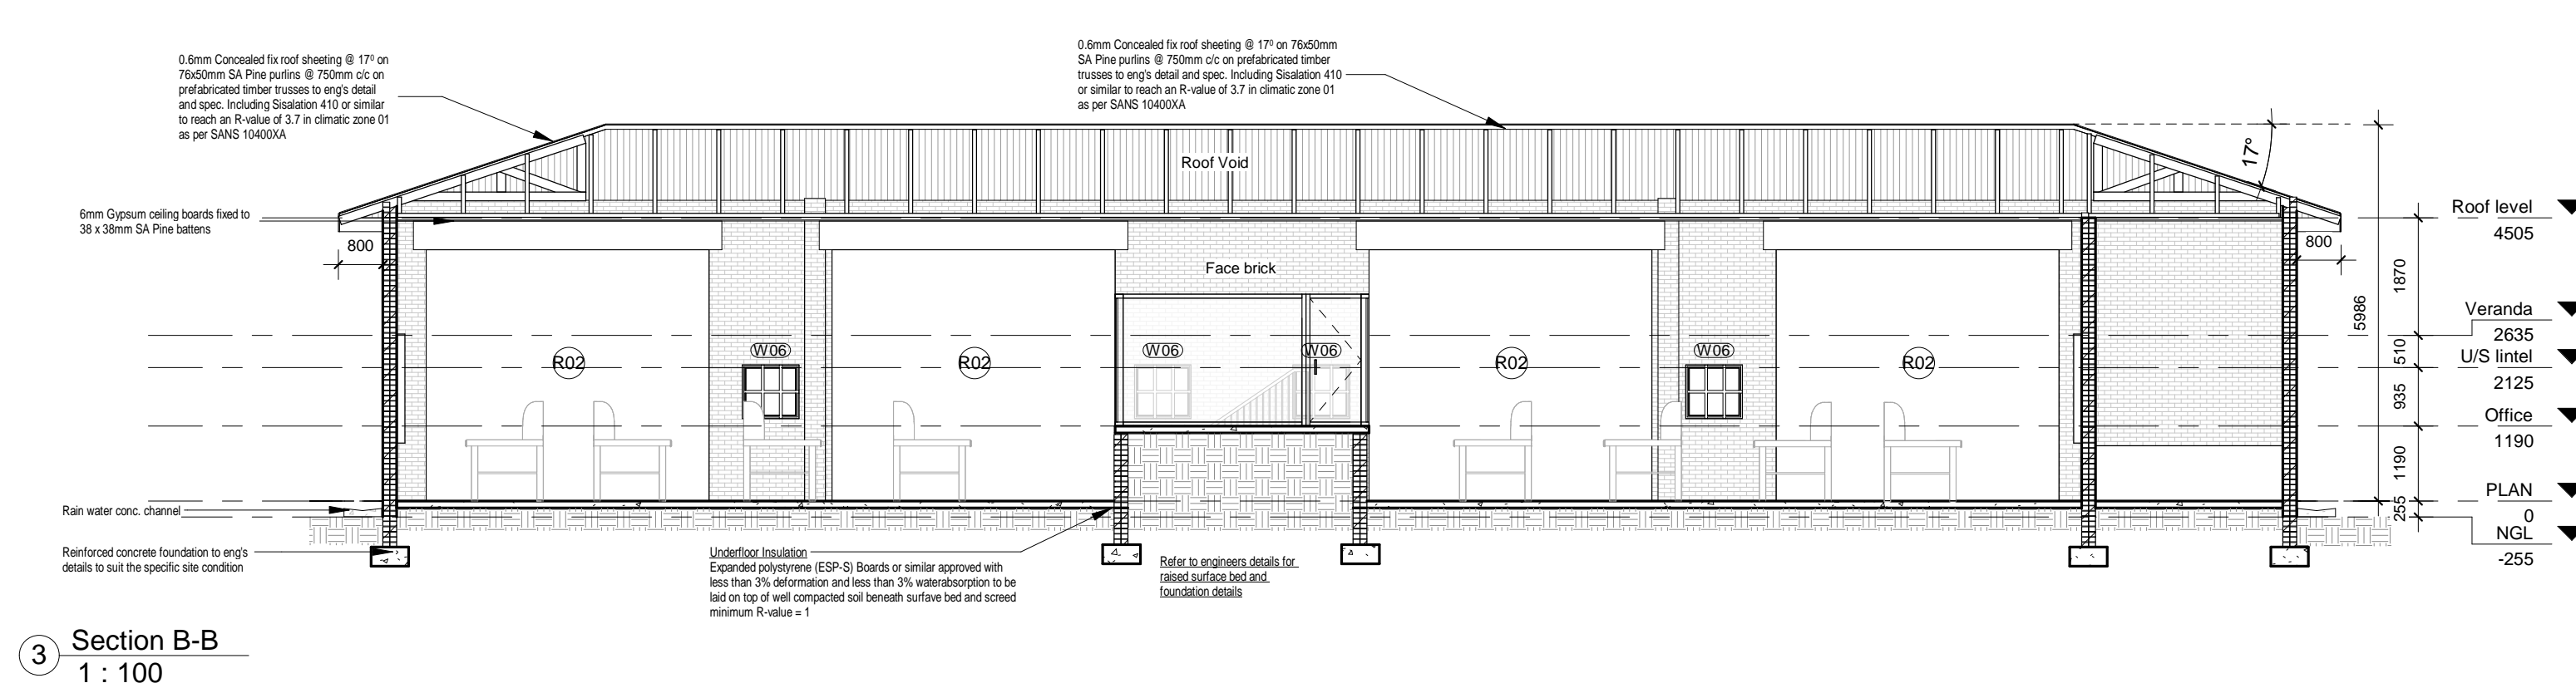 0.6mm Concealed fix roof sheeting @ 17⁰ on
76x50mm SA Pine purlins @ 750mm c/c on
prefabricated timber trusses to eng's detail
and spec. Including Sisalation 410 or similar
to reach an R-value of 3.7 in climatic zone 01
as per SANS 10400XA
0.6mm Concealed fix roof sheeting @ 17⁰ on 76x50mm
SA Pine purlins @ 750mm c/c on prefabricated timber
trusses to eng's detail and spec. Including Sisalation 410
or similar to reach an R-value of 3.7 in climatic zone 01
as per SANS 10400XA
Roof Void
17°
6mm Gypsum ceiling boards fixed to
38 x 38mm SA Pine battens
800
800
Face brick
R02
W06
R02
W06
W06
R02
W06
R02
5986
1870
510
935
1190
255
Roof level
4505
Veranda
2635
U/S lintel
2125
Office
1190
PLAN
0
NGL
-255
Rain water conc. channel
Reinforced concrete foundation to eng's
details to suit the specific site condition
Underfloor Insulation
Expanded polystyrene (ESP-S) Boards or similar approved with
less than 3% deformation and less than 3% waterabsorption to be
laid on top of well compacted soil beneath surfave bed and screed
minimum R-value = 1
Refer to engineers details for
raised surface bed and
foundation details
3
Section B-B
1 : 100